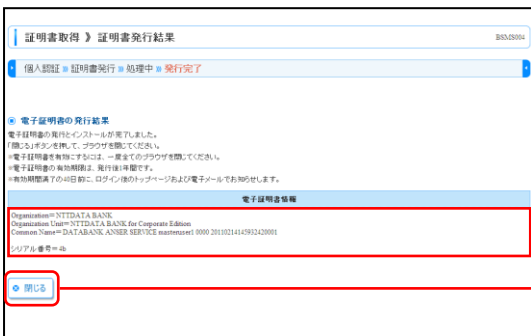 証明書取得 》 証明書発行結果
BSMS004
個人認証 » 証明書発行 » 処理中 » 発行完了
電子証明書の発行結果
電子証明書の発行とインストールが完了しました。
「閉じる」ボタンを押して、ブラウザを閉じてください。
※電子証明書を有効にするには、一度全てのブラウザを閉じてください。
※電子証明書の有効期限は、発行後1年間です。
※有効期間満了の40日前に、ログイン後のトップページおよび電子メールでお知らせします。
電子証明書情報
Organization= NTTDATA BANK
Organization Unit= NTTDATA BANK for Corporate Edition
Common Name= DATABANK ANSER SERVICE masteruser1 0000 20110214145932420001
シリアル番号= 4b
閉じる